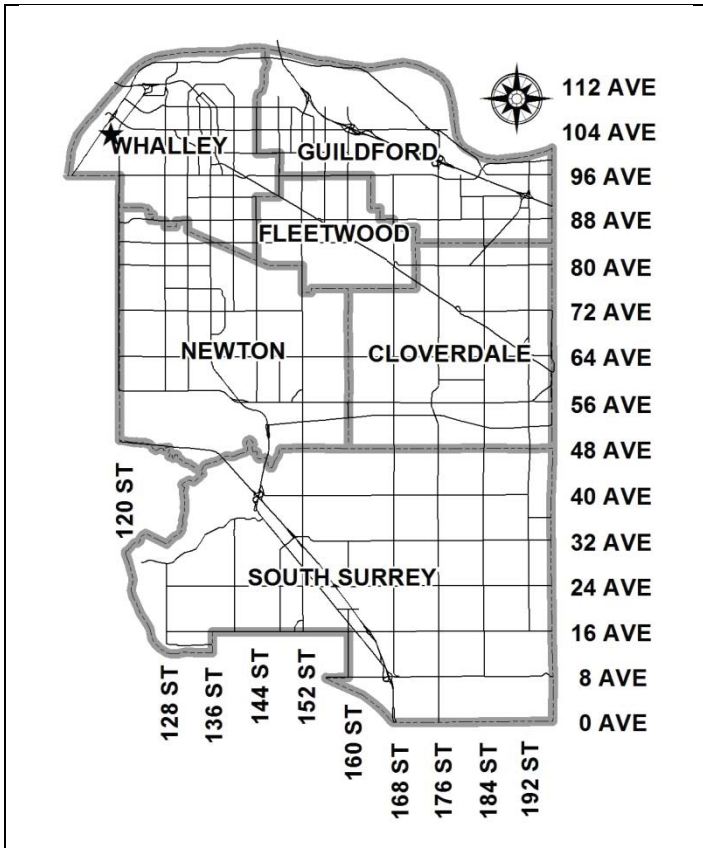 112 AVE
104 AVE
WHALLEY
GUILDFORD
96 AVE
88 AVE
FLEETWOOD
80 AVE
72 AVE
NEWTON
CLOVERDALE
64 AVE
56 AVE
48 AVE
120 ST
40 AVE
32 AVE
SOUTH SURREY
24 AVE
16 AVE
8 AVE
0 AVE
128 ST
136 ST
144 ST
152 ST
160 ST
168 ST
176 ST
184 ST
192 ST